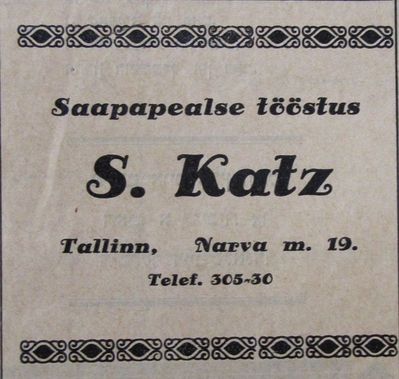 Saapapealse tööstus
S. Katz
Tallinn, Narva m. 19.
Telef. 305-30